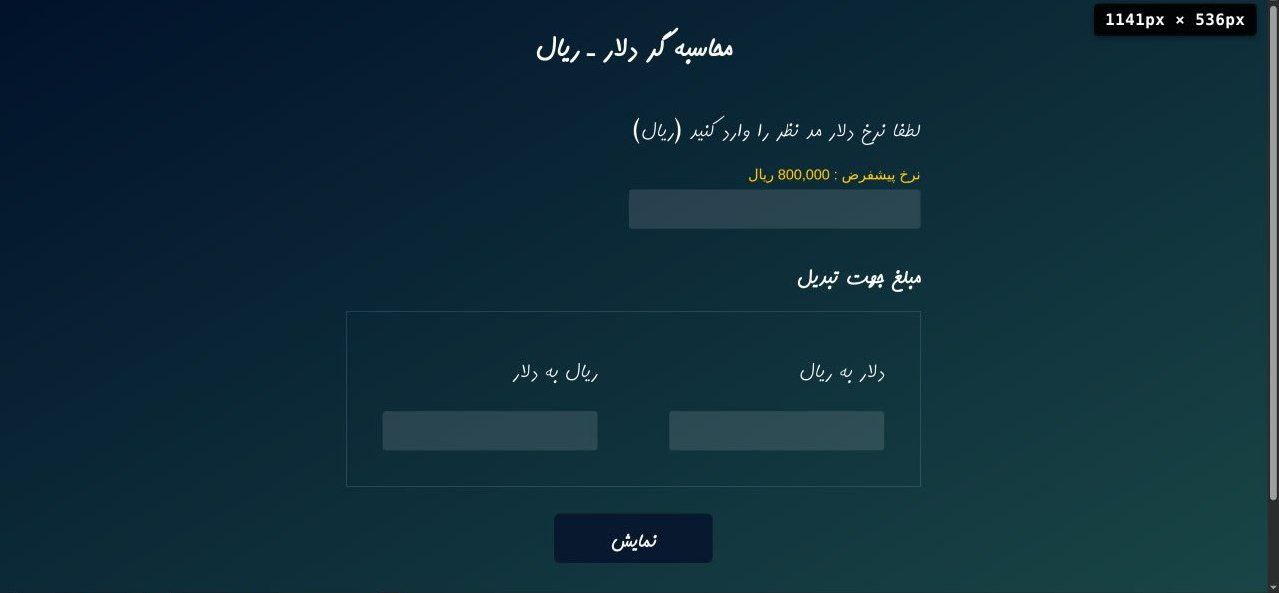 1141px × 536px
محاسبه گر دلار - ریال
لطفا نرخ دلار مد نظر را وارد کنید (ریال)
نرخ پیشفرض : 800,000 ریال
مبلغ جهت تبدیل
دلار به ریال
ریال به دلار
نمایش